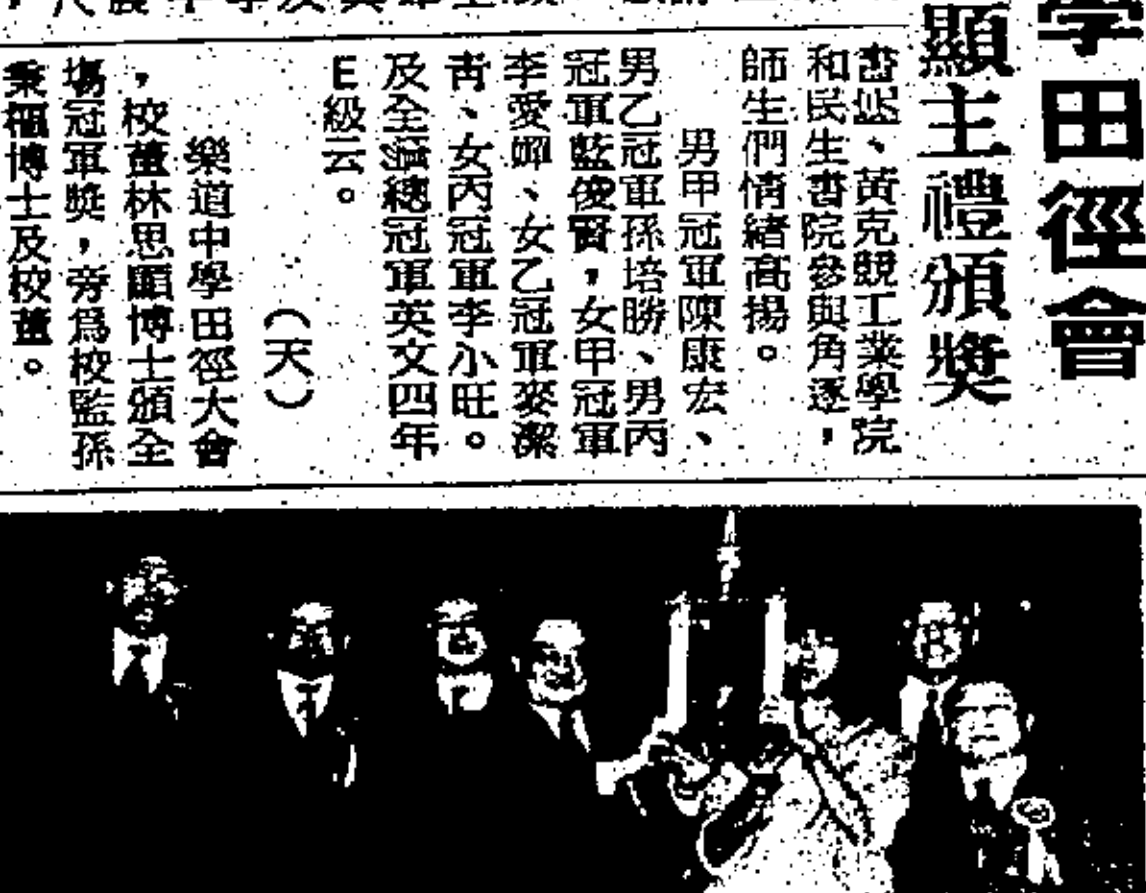 學田徑會
顯主禮頒獎
書院、黃克競工業學院
和民生書院參與角逐，
師生們情緒高揚。
男甲冠軍陳康宏、
男乙冠軍孫培勝、男丙
冠軍藍俊賢，女甲冠軍
李愛嬋、女乙冠軍麥潔
靑、女丙冠軍李小旺。
及全場總冠軍英文四年
E級云。
（天）
樂道中學田徑大會
，校董林思顯博士頒全
場冠軍獎，旁爲校監孫
秉樞博士及校董。